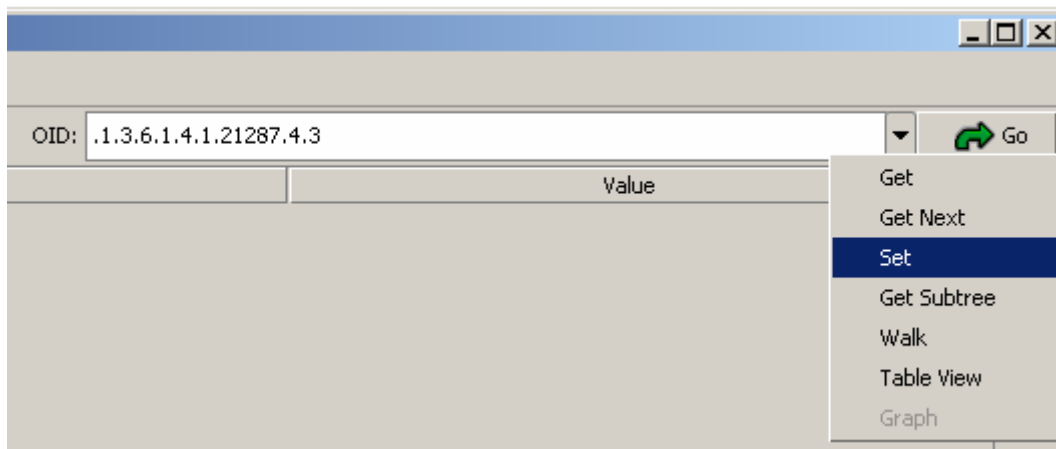 OID: .1.3.6.1.4.1.21287.4.3 Go
Value
Get
Get Next
Set
Get Subtree
Walk
Table View
Graph